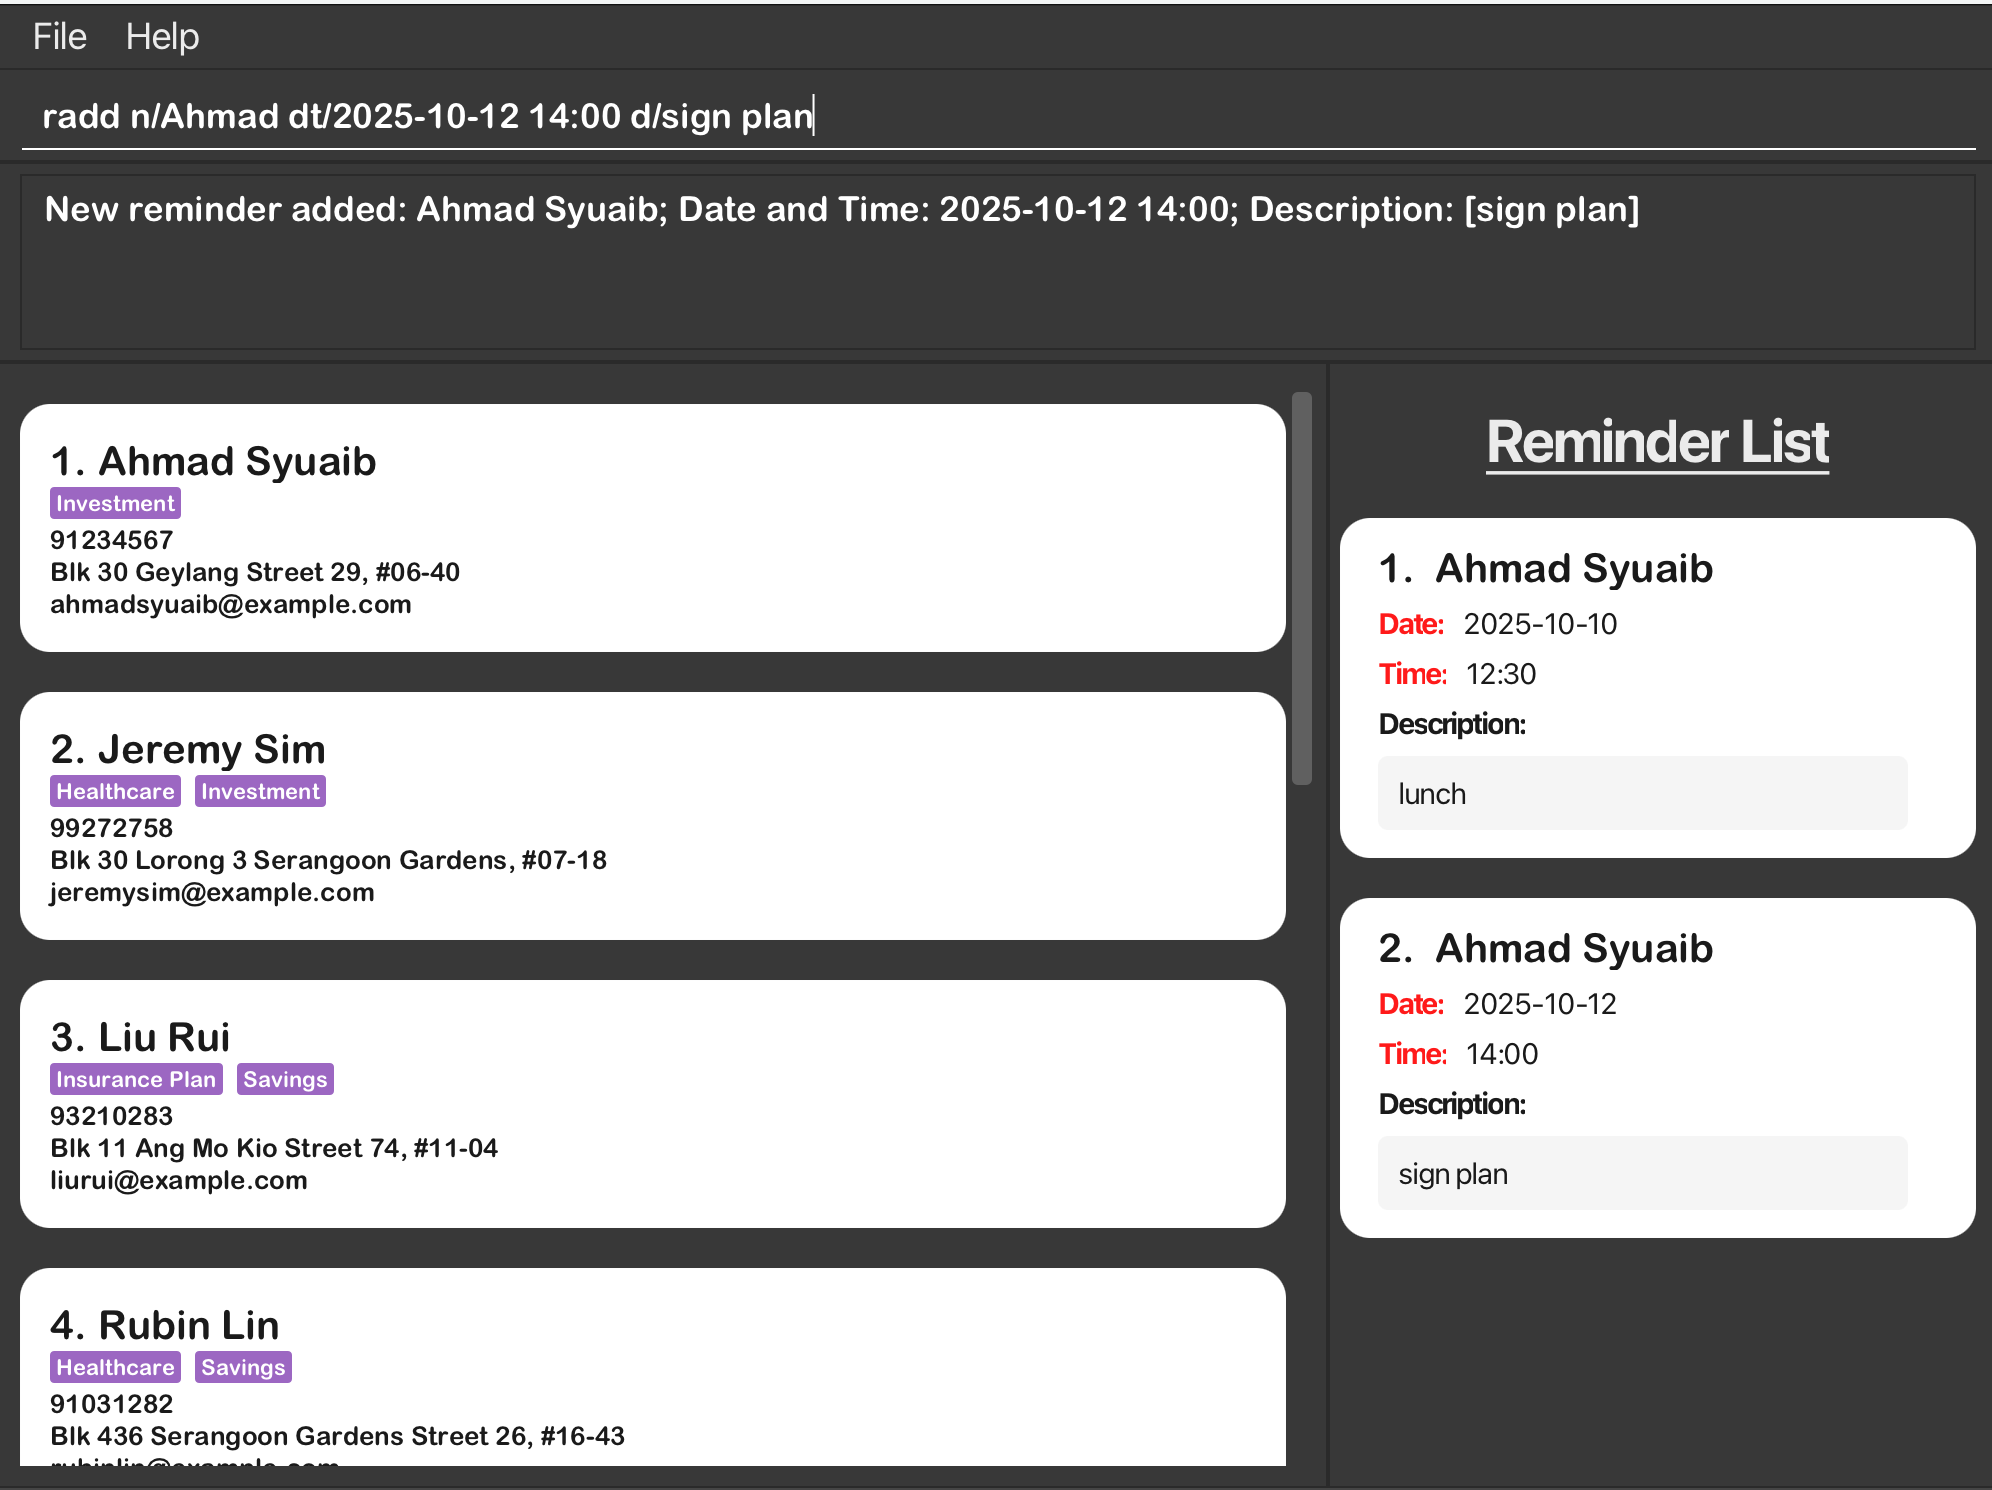 File Help
radd n/Ahmad dt/2025-10-12 14:00 d/sign plan
New reminder added: Ahmad Syuaib; Date and Time: 2025-10-12 14:00; Description: [sign plan]
1. Ahmad Syuaib
Investment
91234567
Blk 30 Geylang Street 29, #06-40
ahmadsyuaib@example.com
2. Jeremy Sim
Healthcare Investment
99272758
Blk 30 Lorong 3 Serangoon Gardens, #07-18
jeremysim@example.com
3. Liu Rui
Insurance Plan Savings
93210283
Blk 11 Ang Mo Kio Street 74, #11-04
liurui@example.com
4. Rubin Lin
Healthcare Savings
91031282
Blk 436 Serangoon Gardens Street 26, #16-43
rubinlin@example.com
Reminder List
1. Ahmad Syuaib
Date: 2025-10-10
Time: 12:30
Description:
lunch
2. Ahmad Syuaib
Date: 2025-10-12
Time: 14:00
Description:
sign plan